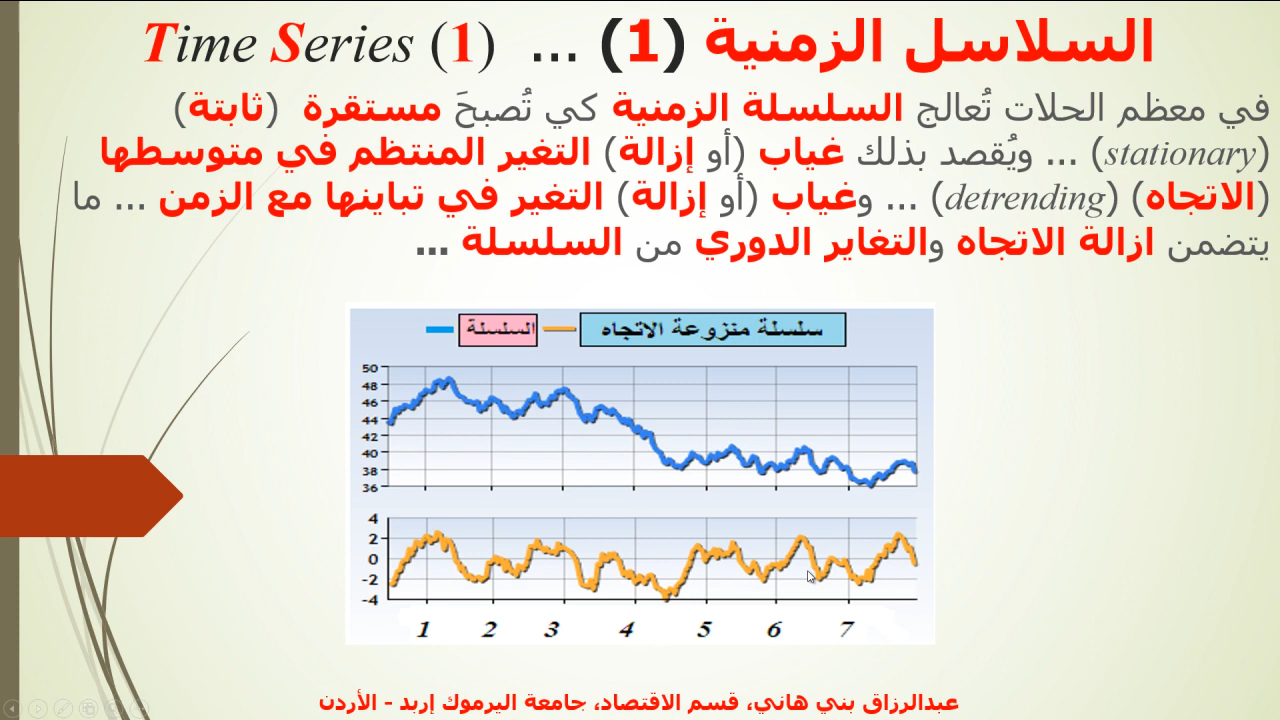 السلاسل الزمنية (1) ... Time Series (1)
في معظم الحلات تُعالج السلسلة الزمنية كي تُصبحَ مستقرة (ثابتة)
(stationary) ... ويُقصد بذلك غياب (أو إزالة) التغير المنتظم في متوسطها
(الاتجاه) (detrending) ... وغياب (أو إزالة) التغير في تباينها مع الزمن ... ما
يتضمن ازالة الاتجاه والتغاير الدوري من السلسلة ...
سلسلة منزوعة الاتجاه
السلسلة
50
48
46
44
42
40
38
36
4
2
0
-2
-4
1 2 3 4 5 6 7
عبدالرزاق بني هاني، قسم الاقتصاد، جامعة اليرموك إربد - الأردن